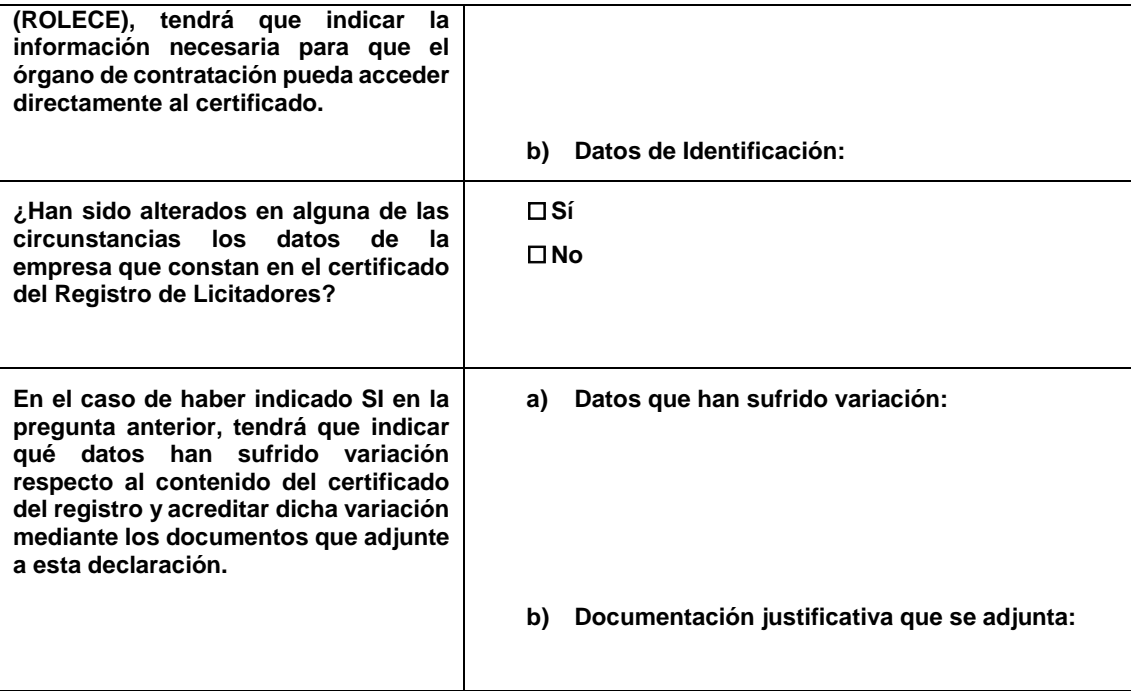 (ROLECE), tendrá que indicar la
información necesaria para que el
órgano de contratación pueda acceder
directamente al certificado.
b) Datos de Identificación:
¿Han sido alterados en alguna de las
circunstancias los datos de la
empresa que constan en el certificado
del Registro de Licitadores?
☐ Sí
☐ No
En el caso de haber indicado SI en la
pregunta anterior, tendrá que indicar
qué datos han sufrido variación
respecto al contenido del certificado
del registro y acreditar dicha variación
mediante los documentos que adjunte
a esta declaración.
a) Datos que han sufrido variación:
b) Documentación justificativa que se adjunta: